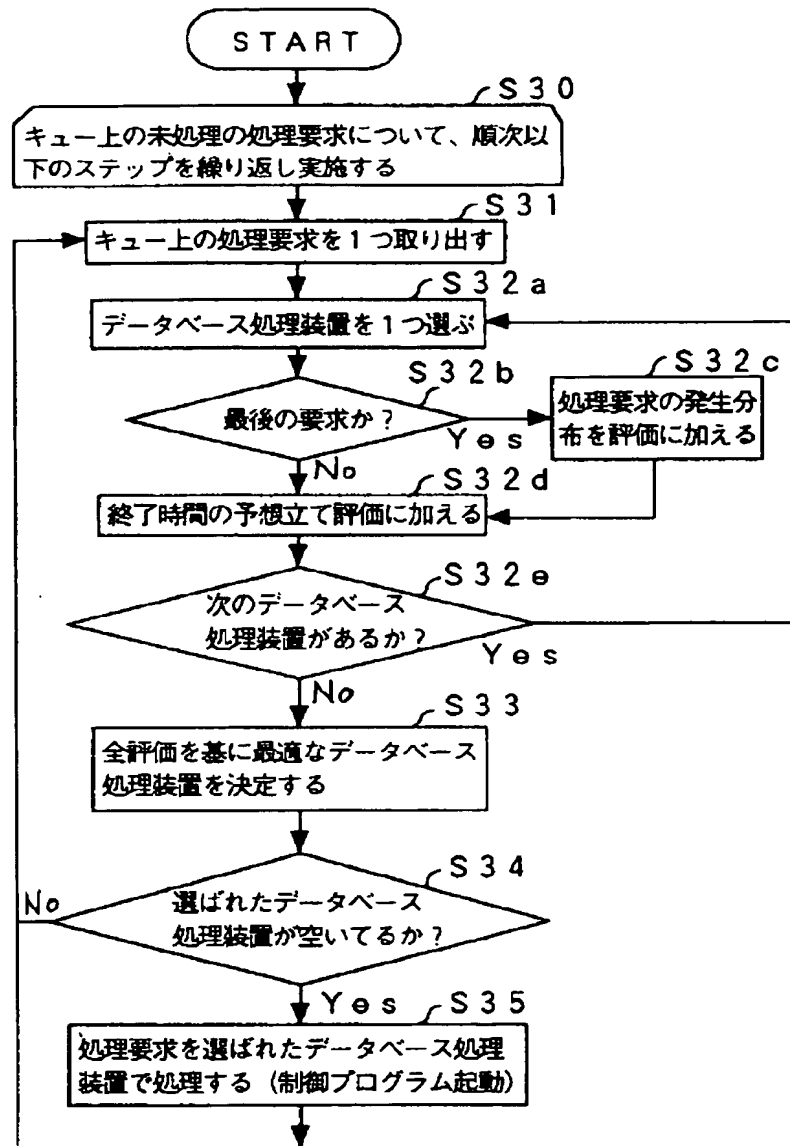 START
S30
キュー上の未処理の処理要求について、順次以
下のステップを繰り返し実施する
S31
キュー上の処理要求を1つ取り出す
S32a
データベース処理装置を1つ選ぶ
S32b
最後の要求か？
Yes
S32c
処理要求の発生分
布を評価に加える
No
S32d
終了時間の予想立て評価に加える
S32e
次のデータベース
処理装置があるか？
Yes
No
S33
全評価を基に最適なデータベース
処理装置を決定する
S34
選ばれたデータベース
処理装置が空いてるか？
No
Yes
S35
処理要求を選ばれたデータベース処理
装置で処理する（制御プログラム起動）